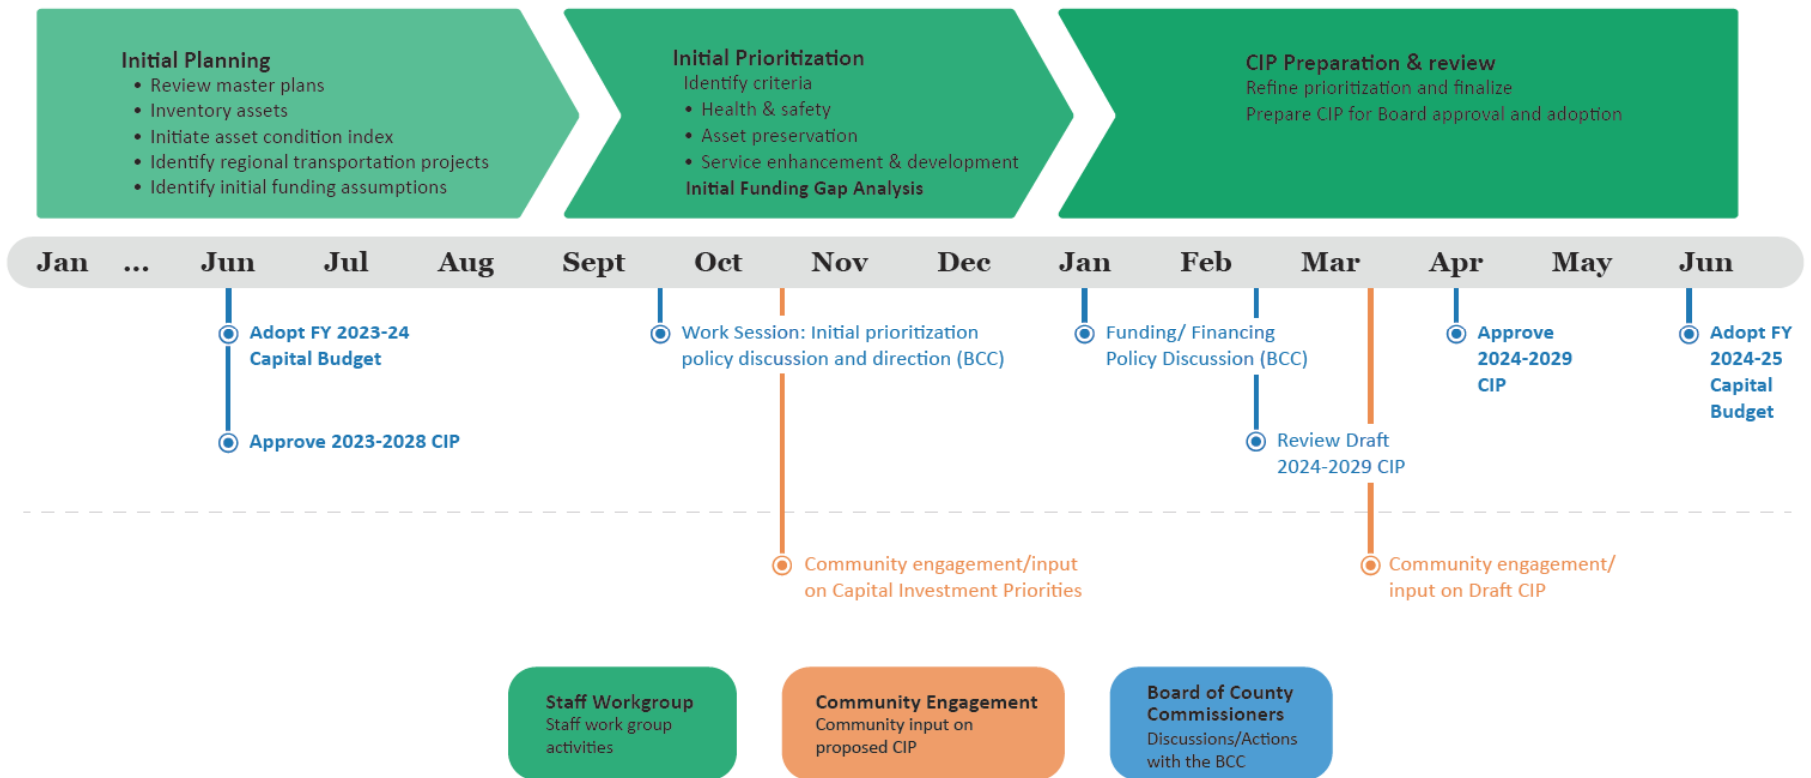 Initial Planning
• Review master plans
• Inventory assets
• Initiate asset condition index
• Identify regional transportation projects
• Identify initial funding assumptions
Initial Prioritization
Identify criteria
• Health & safety
• Asset preservation
• Service enhancement & development
Initial Funding Gap Analysis
CIP Preparation & review
Refine prioritization and finalize
Prepare CIP for Board approval and adoption
Jan ... Jun Jul Aug Sept Oct Nov Dec Jan Feb Mar Apr May Jun
Adopt FY 2023-24
Capital Budget
Approve 2023-2028 CIP
Work Session: Initial prioritization
policy discussion and direction (BCC)
Funding/ Financing
Policy Discussion (BCC)
Review Draft
2024-2029 CIP
Approve
2024-2029
CIP
Adopt FY
2024-25
Capital
Budget
Community engagement/input
on Capital Investment Priorities
Community engagement/
input on Draft CIP
Staff Workgroup
Staff work group
activities
Community Engagement
Community input on
proposed CIP
Board of County
Commissioners
Discussions/Actions
with the BCC